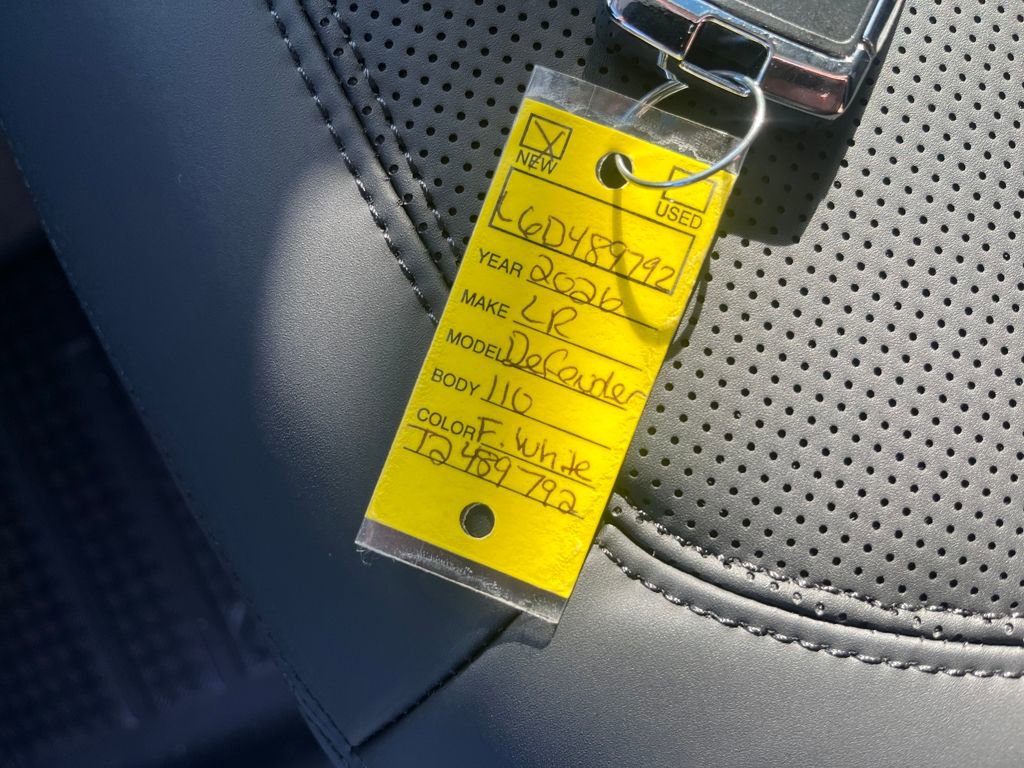 NEW USED
L6D489792
YEAR 2026
MAKE LR
MODEL Defender
BODY 110
COLOR F. White
T2 489 792